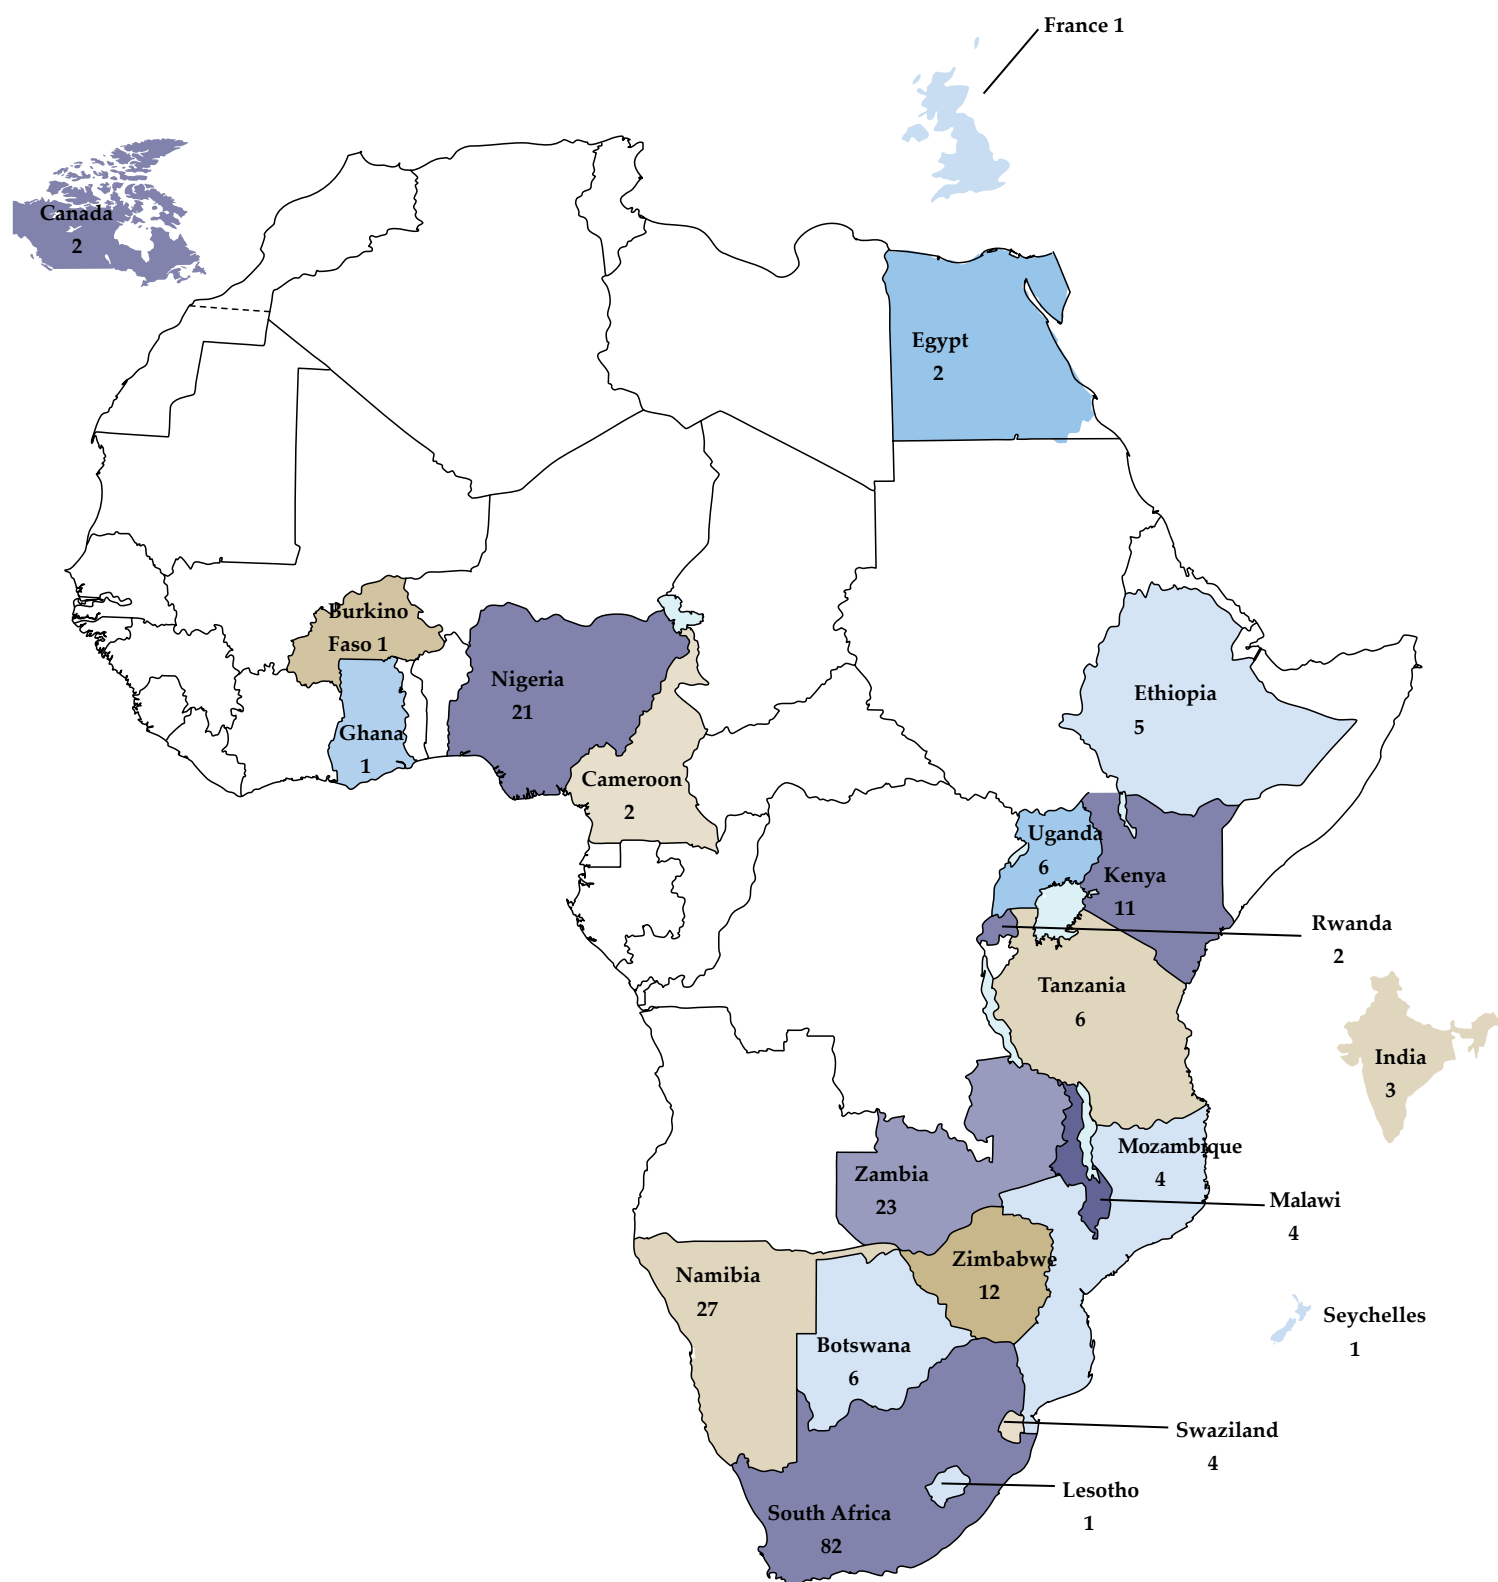 France 1
Canada
2
Egypt
2
Burkino
Faso 1
Nigeria
21
Ethiopia
5
Ghana
1
Cameroon
2
Uganda
6
Kenya
11
Rwanda
2
Tanzania
6
India
3
Mozambique
4
Zambia
23
Malawi
4
Zimbabwe
12
Namibia
27
Seychelles
1
Botswana
6
Swaziland
4
Lesotho
1
South Africa
82